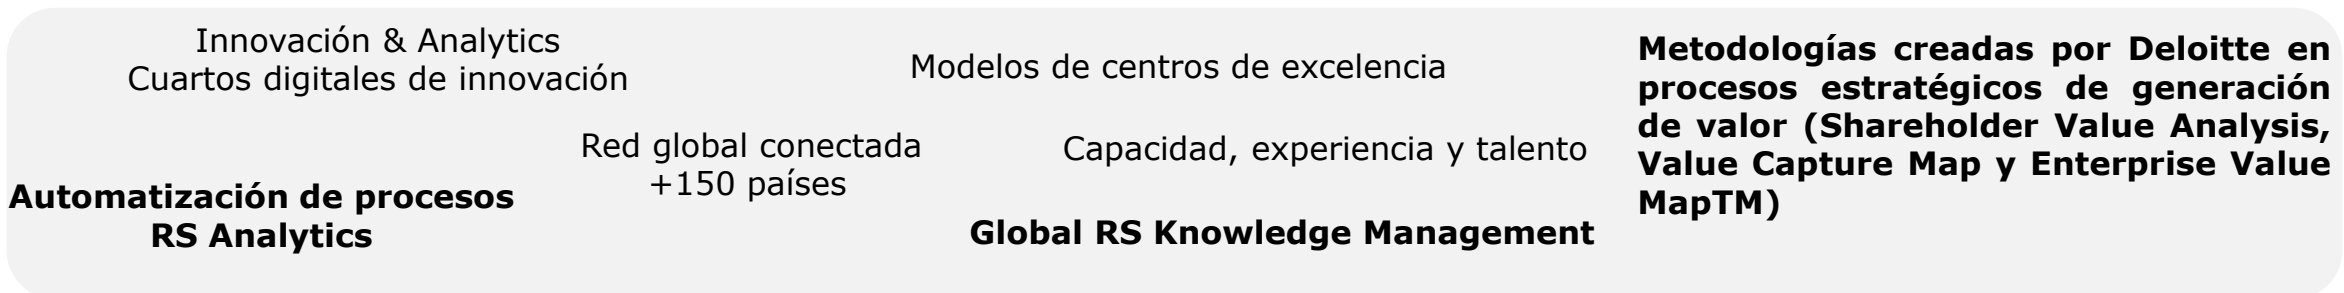 Innovación & Analytics
Cuartos digitales de innovación
Automatización de procesos
RS Analytics
Red global conectada
+150 países
Modelos de centros de excelencia
Capacidad, experiencia y talento
Global RS Knowledge Management
Metodologías creadas por Deloitte en
procesos estratégicos de generación
de valor (Shareholder Value Analysis,
Value Capture Map y Enterprise Value
MapTM)